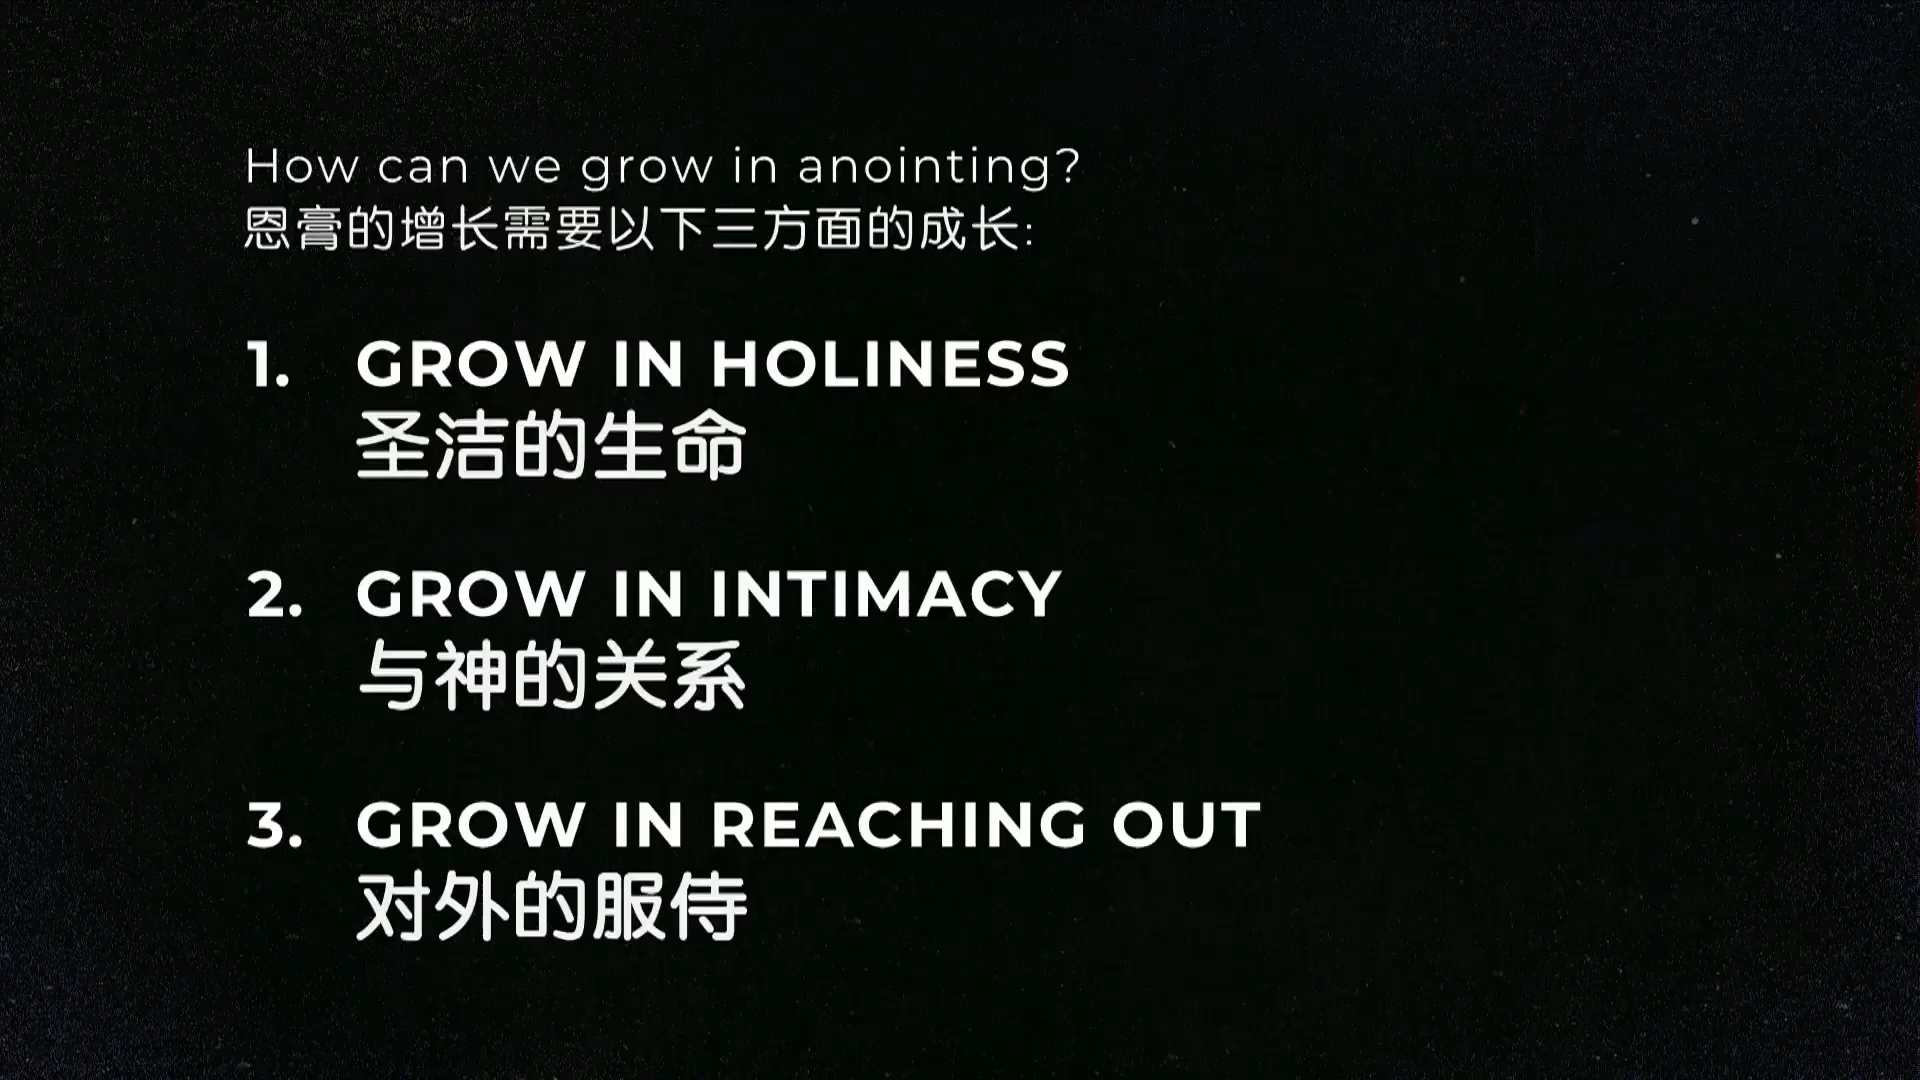 How can we grow in anointing?
恩膏的增长需要以下三方面的成长:
1. GROW IN HOLINESS
圣洁的生命
2. GROW IN INTIMACY
与神的关系
3. GROW IN REACHING OUT
对外的服侍